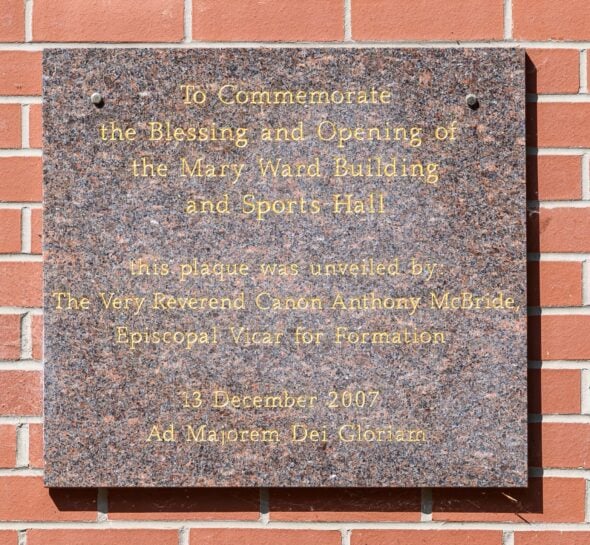 To Commemorate
the Blessing and Opening of
the Mary Ward Building
and Sports Hall
this plaque was unveiled by:
The Very Reverend Canon Anthony McBride,
Episcopal Vicar for Formation
13 December 2007
Ad Majorem Dei Gloriam